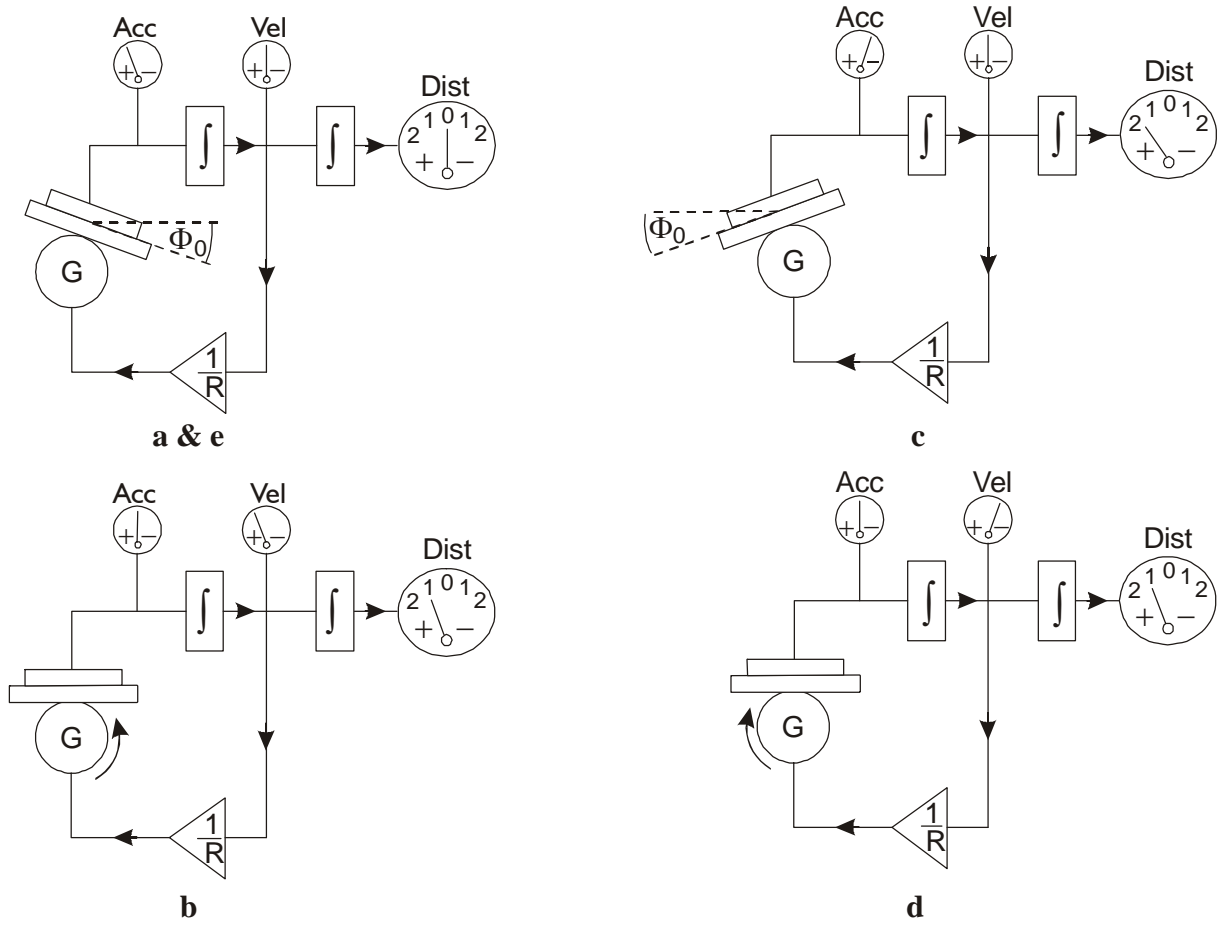 Acc Vel
+ − + −
Dist
2 1 0 1 2
+ −
∫ ∫
Φ0
G
1
R
a & e
Acc Vel
+ − + −
Dist
2 1 0 1 2
+ −
∫ ∫
Φ0
G
1
R
c
Acc Vel
+ − + −
Dist
2 1 0 1 2
+ −
∫ ∫
G
1
R
b
Acc Vel
+ − + −
Dist
2 1 0 1 2
+ −
∫ ∫
G
1
R
d